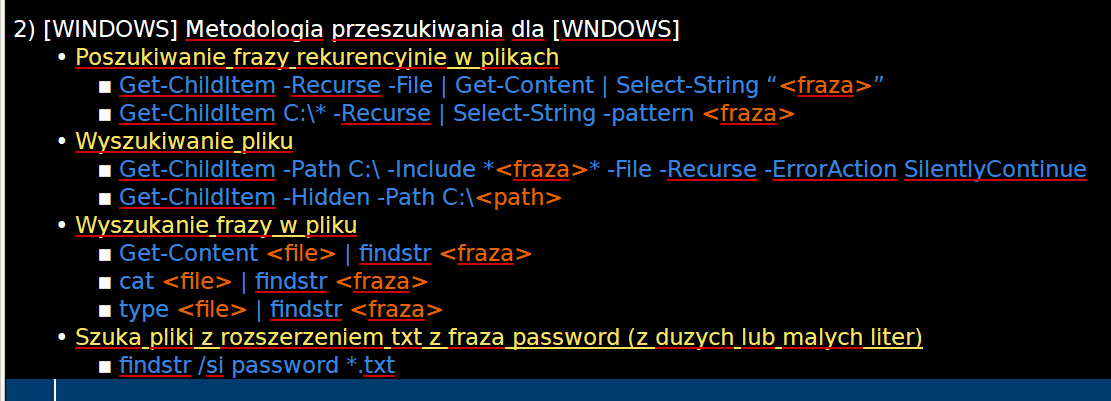 2) [WINDOWS] Metodologia przeszukiwania dla [WNDOWS]
• Poszukiwanie frazy rekurencyjnie w plikach
▪ Get-ChildItem -Recurse -File | Get-Content | Select-String “<fraza>”
▪ Get-ChildItem C:\* -Recurse | Select-String -pattern <fraza>
• Wyszukiwanie pliku
▪ Get-ChildItem -Path C:\ -Include *<fraza>* -File -Recurse -ErrorAction SilentlyContinue
▪ Get-ChildItem -Hidden -Path C:\<path>
• Wyszukanie frazy w pliku
▪ Get-Content <file> | findstr <fraza>
▪ cat <file> | findstr <fraza>
▪ type <file> | findstr <fraza>
• Szuka pliki z rozszerzeniem txt z fraza password (z duzych lub malych liter)
▪ findstr /si password *.txt